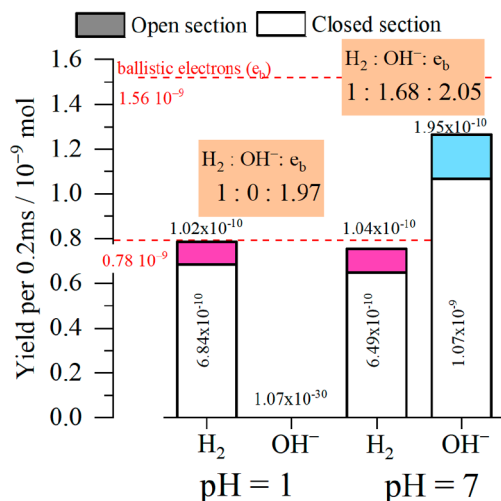 Open section
Closed section
Yield per 0.2ms / 10⁻⁹ mol
1.6
1.4
1.2
1.0
0.8
0.6
0.4
0.2
0.0
ballistic electrons (e_b)
1.56 10⁻⁹
0.78 10⁻⁹
H₂ : OH⁻: e_b
1 : 0 : 1.97
H₂ : OH⁻: e_b
1 : 1.68 : 2.05
1.02x10⁻¹⁰
6.84x10⁻¹⁰
1.07x10⁻³⁰
1.04x10⁻¹⁰
6.49x10⁻¹⁰
1.95x10⁻¹⁰
1.07x10⁻⁹
H₂
OH⁻
H₂
OH⁻
pH = 1
pH = 7